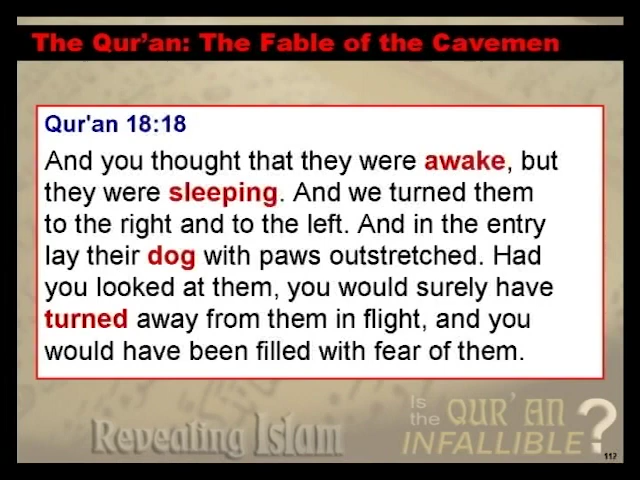 The Qur'an: The Fable of the Cavemen
Qur'an 18:18
And you thought that they were awake, but
they were sleeping. And we turned them
to the right and to the left. And in the entry
lay their dog with paws outstretched. Had
you looked at them, you would surely have
turned away from them in flight, and you
would have been filled with fear of them.
Revealing Islam
Is
the QUR'AN
INFALLIBLE?
117